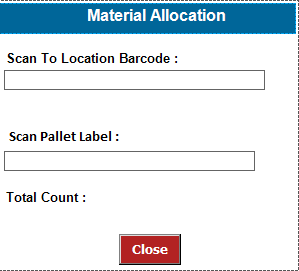 Material Allocation
Scan To Location Barcode :
Scan Pallet Label :
Total Count :
Close